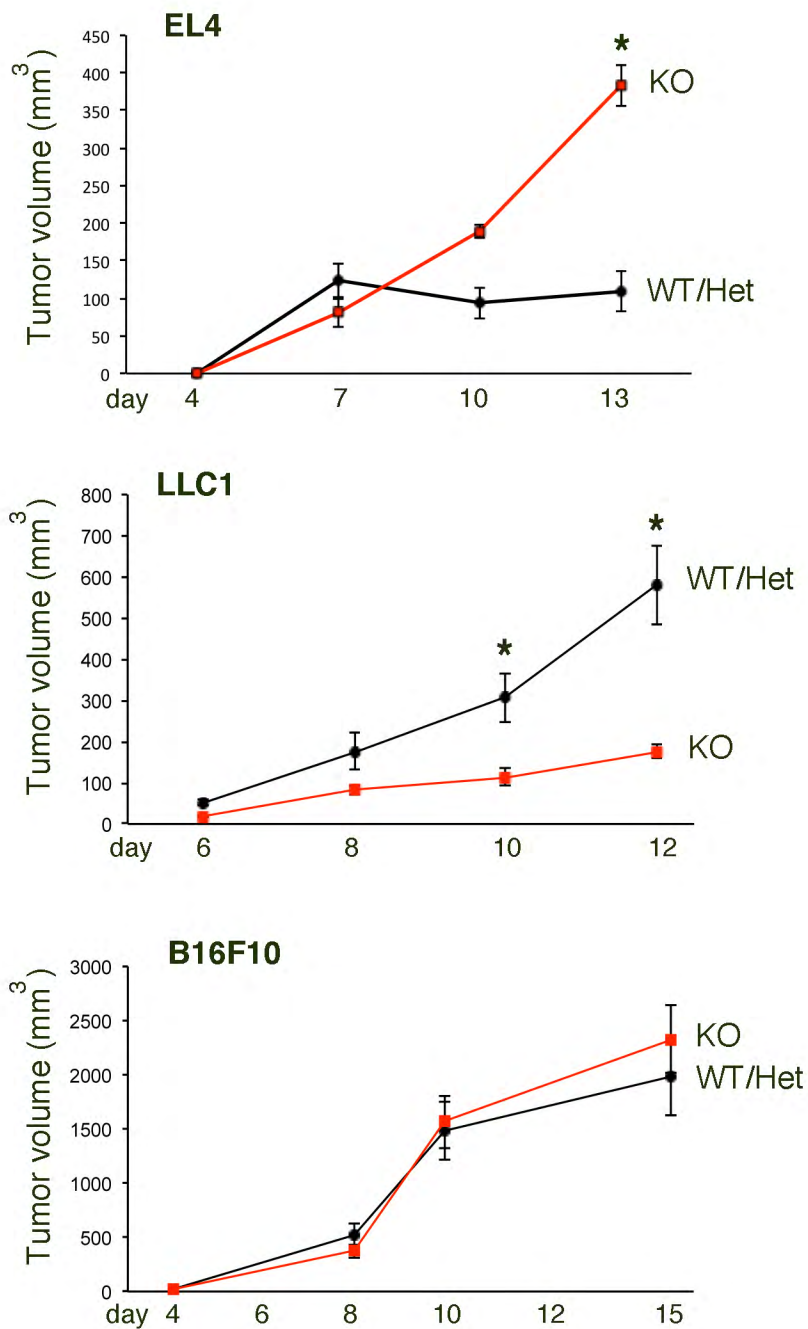 EL4
Tumor volume (mm3)
450
400
350
300
250
200
150
100
50
0
*
KO
WT/Het
day 4 7 10 13
LLC1
Tumor volume (mm3)
800
700
600
500
400
300
200
100
0
*
*
WT/Het
KO
day 6 8 10 12
B16F10
Tumor volume (mm3)
3000
2500
2000
1500
1000
500
0
KO
WT/Het
day 4 6 8 10 12 15